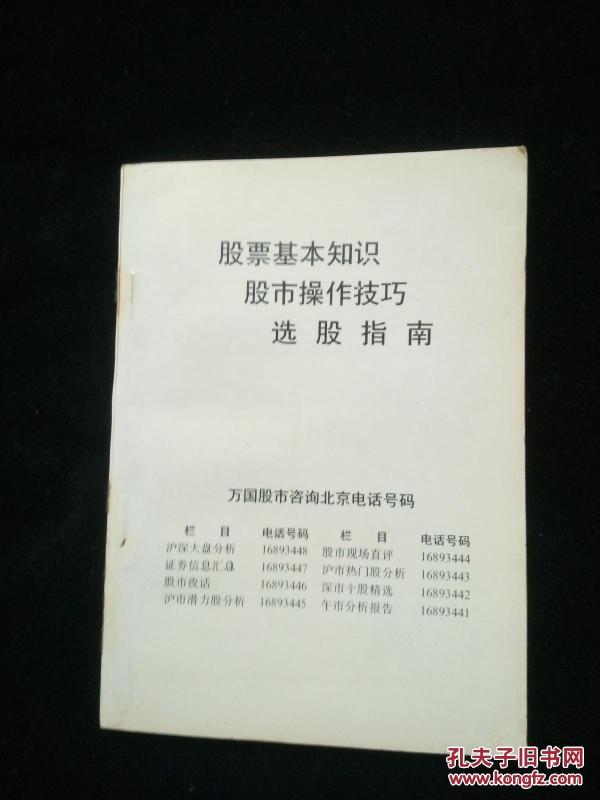 股票基本知识
股市操作技巧
选股指南
万国股市咨询北京电话号码
栏目 电话号码 栏目 电话号码
沪深大盘分析 16893448 股市现场直评 16893444
证券信息汇总 16893447 沪市热门股分析 16893443
股市夜话 16893446 深市个股精选 16893442
沪市潜力股分析 16893445 午市分析报告 16893441
孔夫子旧书网
www.kongfz.com